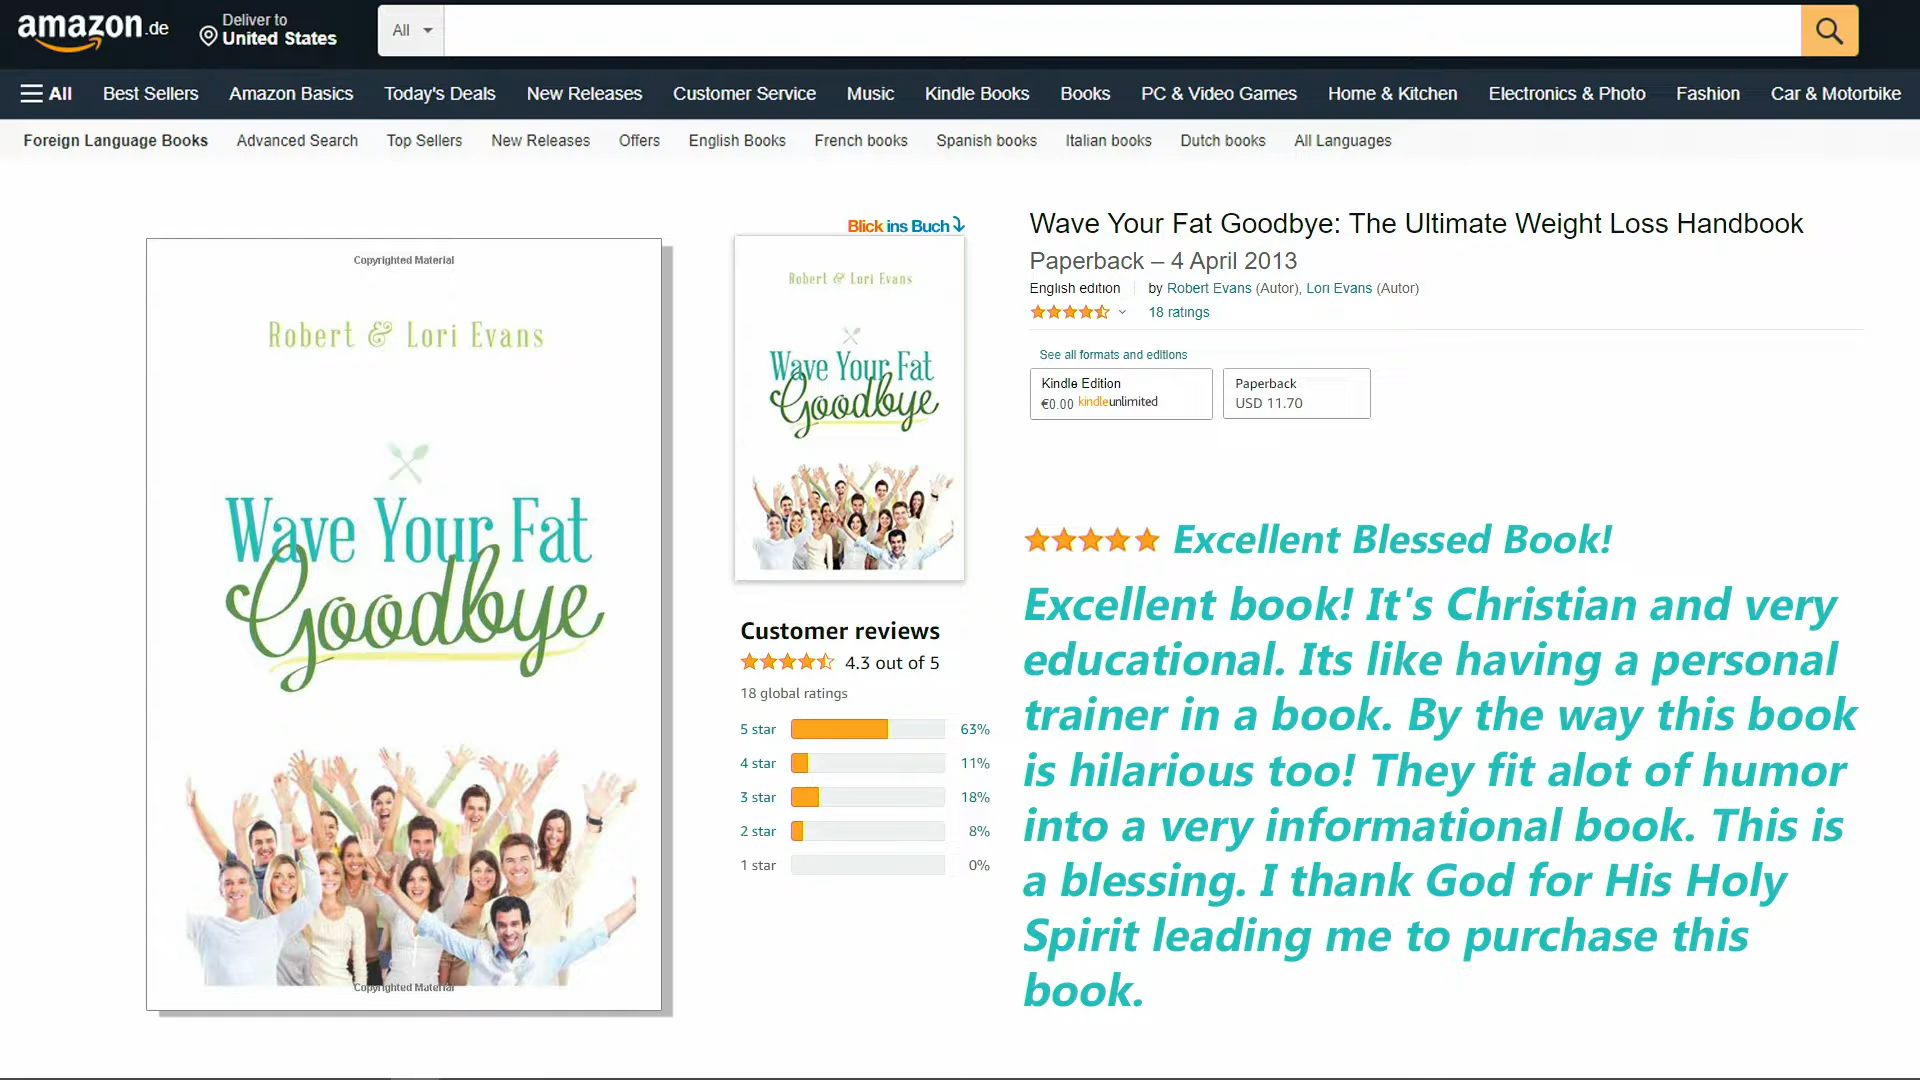 amazon.de
Deliver to
United States
All
All
Best Sellers
Amazon Basics
Today's Deals
New Releases
Customer Service
Music
Kindle Books
Books
PC & Video Games
Home & Kitchen
Electronics & Photo
Fashion
Car & Motorbike
Foreign Language Books
Advanced Search
Top Sellers
New Releases
Offers
English Books
French books
Spanish books
Italian books
Dutch books
All Languages
Copyrighted Material
Robert & Lori Evans
Wave Your Fat
Goodbye
Copyrighted Material
Blick ins Buch
Robert & Lori Evans
Wave Your Fat
Goodbye
Customer reviews
4.3 out of 5
18 global ratings
5 star 63%
4 star 11%
3 star 18%
2 star 8%
1 star 0%
Wave Your Fat Goodbye: The Ultimate Weight Loss Handbook
Paperback – 4 April 2013
English edition by Robert Evans (Autor), Lori Evans (Autor)
18 ratings
See all formats and editions
Kindle Edition
€0.00 kindleunlimited
Paperback
USD 11.70
Excellent Blessed Book!
Excellent book! It's Christian and very
educational. Its like having a personal
trainer in a book. By the way this book
is hilarious too! They fit alot of humor
into a very informational book. This is
a blessing. I thank God for His Holy
Spirit leading me to purchase this
book.